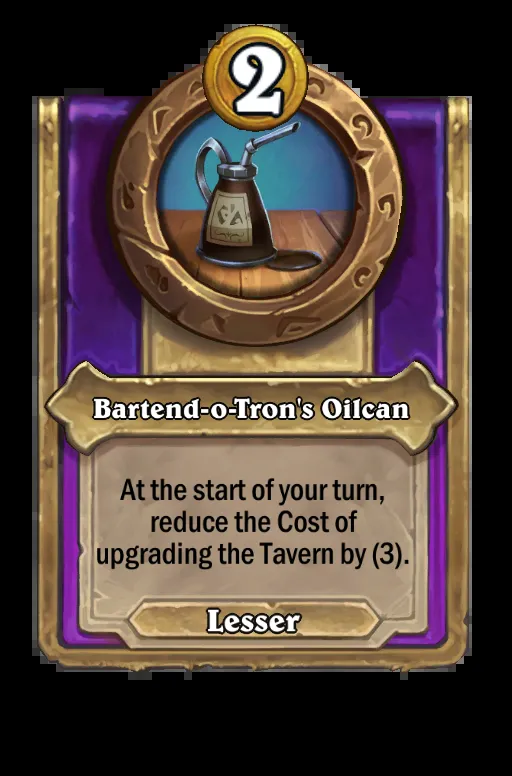 2
Bartend-o-Tron's Oilcan
At the start of your turn,
reduce the Cost of
upgrading the Tavern by (3).
Lesser